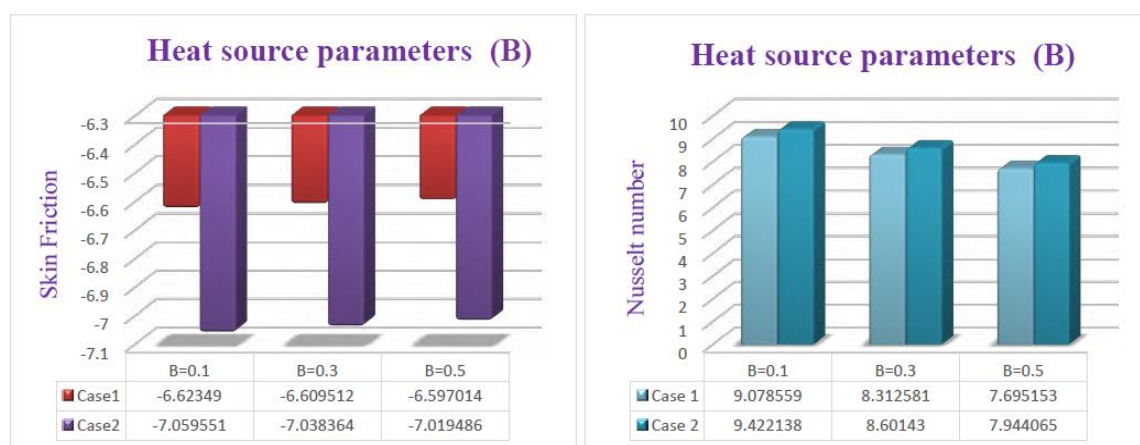 Heat source parameters (B)
Skin Friction
-6.3
-6.4
-6.5
-6.6
-6.7
-6.8
-6.9
-7
-7.1
B=0.1 B=0.3 B=0.5
Case1 -6.62349 -6.609512 -6.597014
Case2 -7.059551 -7.038364 -7.019486
Heat source parameters (B)
Nusselt number
10
9
8
7
6
5
4
3
2
1
0
B=0.1 B=0.3 B=0.5
Case 1 9.078559 8.312581 7.695153
Case 2 9.422138 8.60143 7.944065